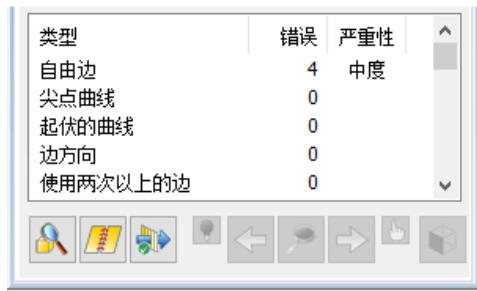 类型 错误 严重性
自由边 4 中度
尖点曲线 0
起伏的曲线 0
边方向 0
使用两次以上的边 0